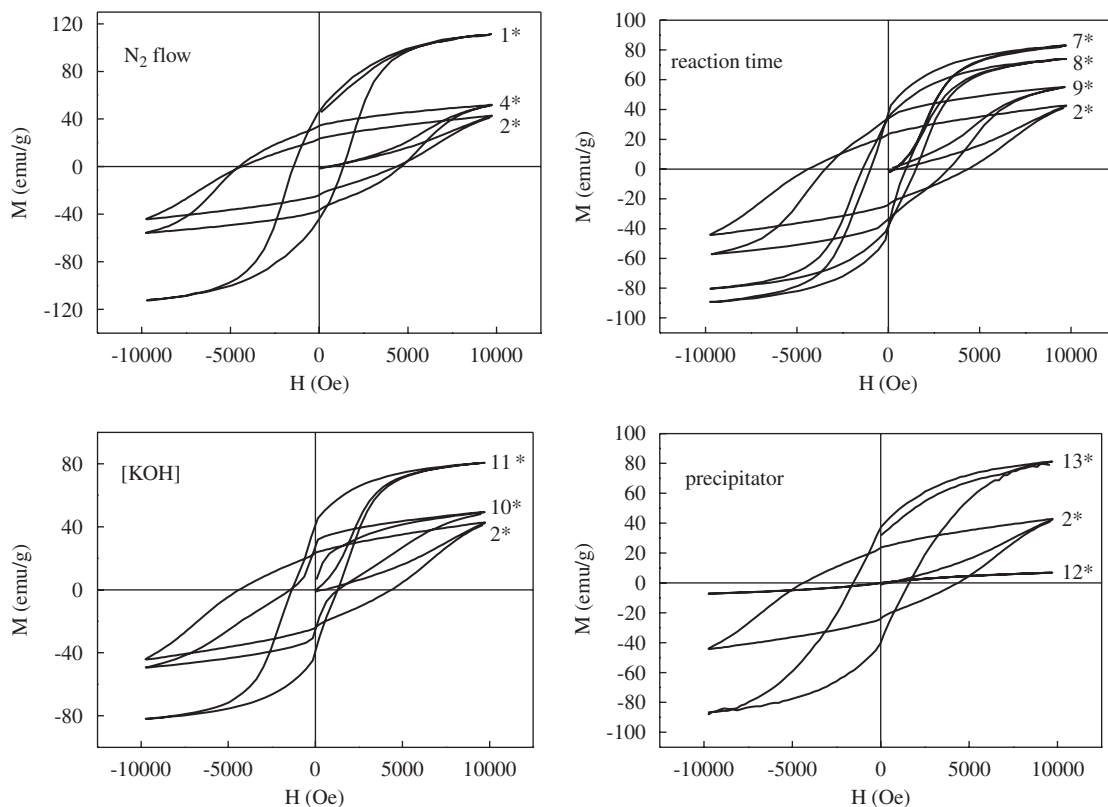 120
80
40
0
-40
-80
-120
M (emu/g)
N₂ flow
1*
4*
2*
-10000 -5000 0 5000 10000
H (Oe)
100
80
60
40
20
0
-20
-40
-60
-80
-100
M (emu/g)
reaction time
7*
8*
9*
2*
-10000 -5000 0 5000 10000
H (Oe)
80
40
0
-40
-80
M (emu/g)
[KOH]
11*
10*
2*
-10000 -5000 0 5000 10000
H (Oe)
100
80
60
40
20
0
-20
-40
-60
-80
-100
M (emu/g)
precipitator
13*
2*
12*
-10000 -5000 0 5000 10000
H (Oe)